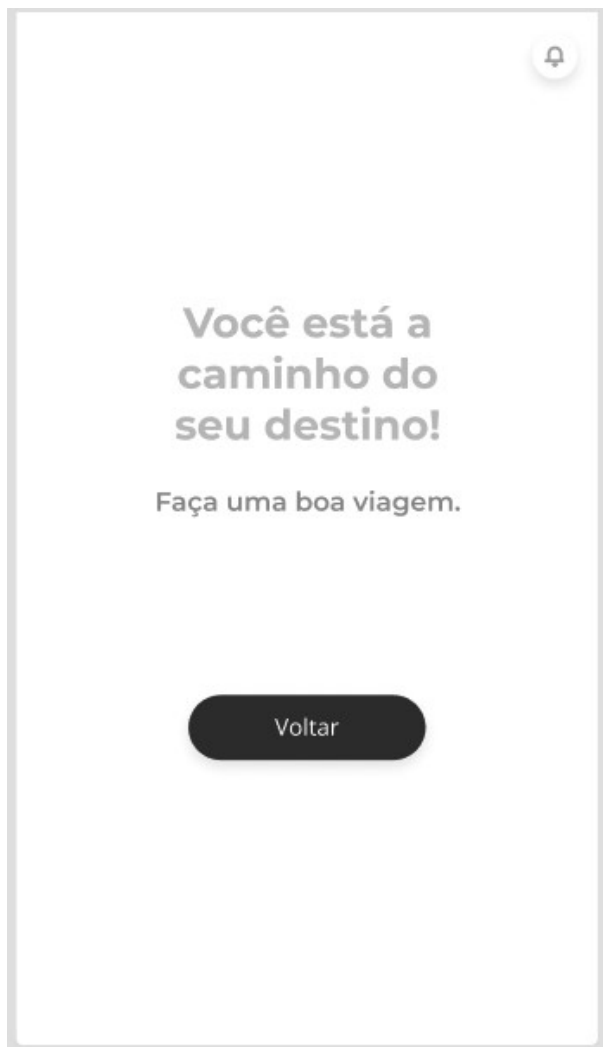 Você está a
caminho do
seu destino!
Faça uma boa viagem.
Voltar